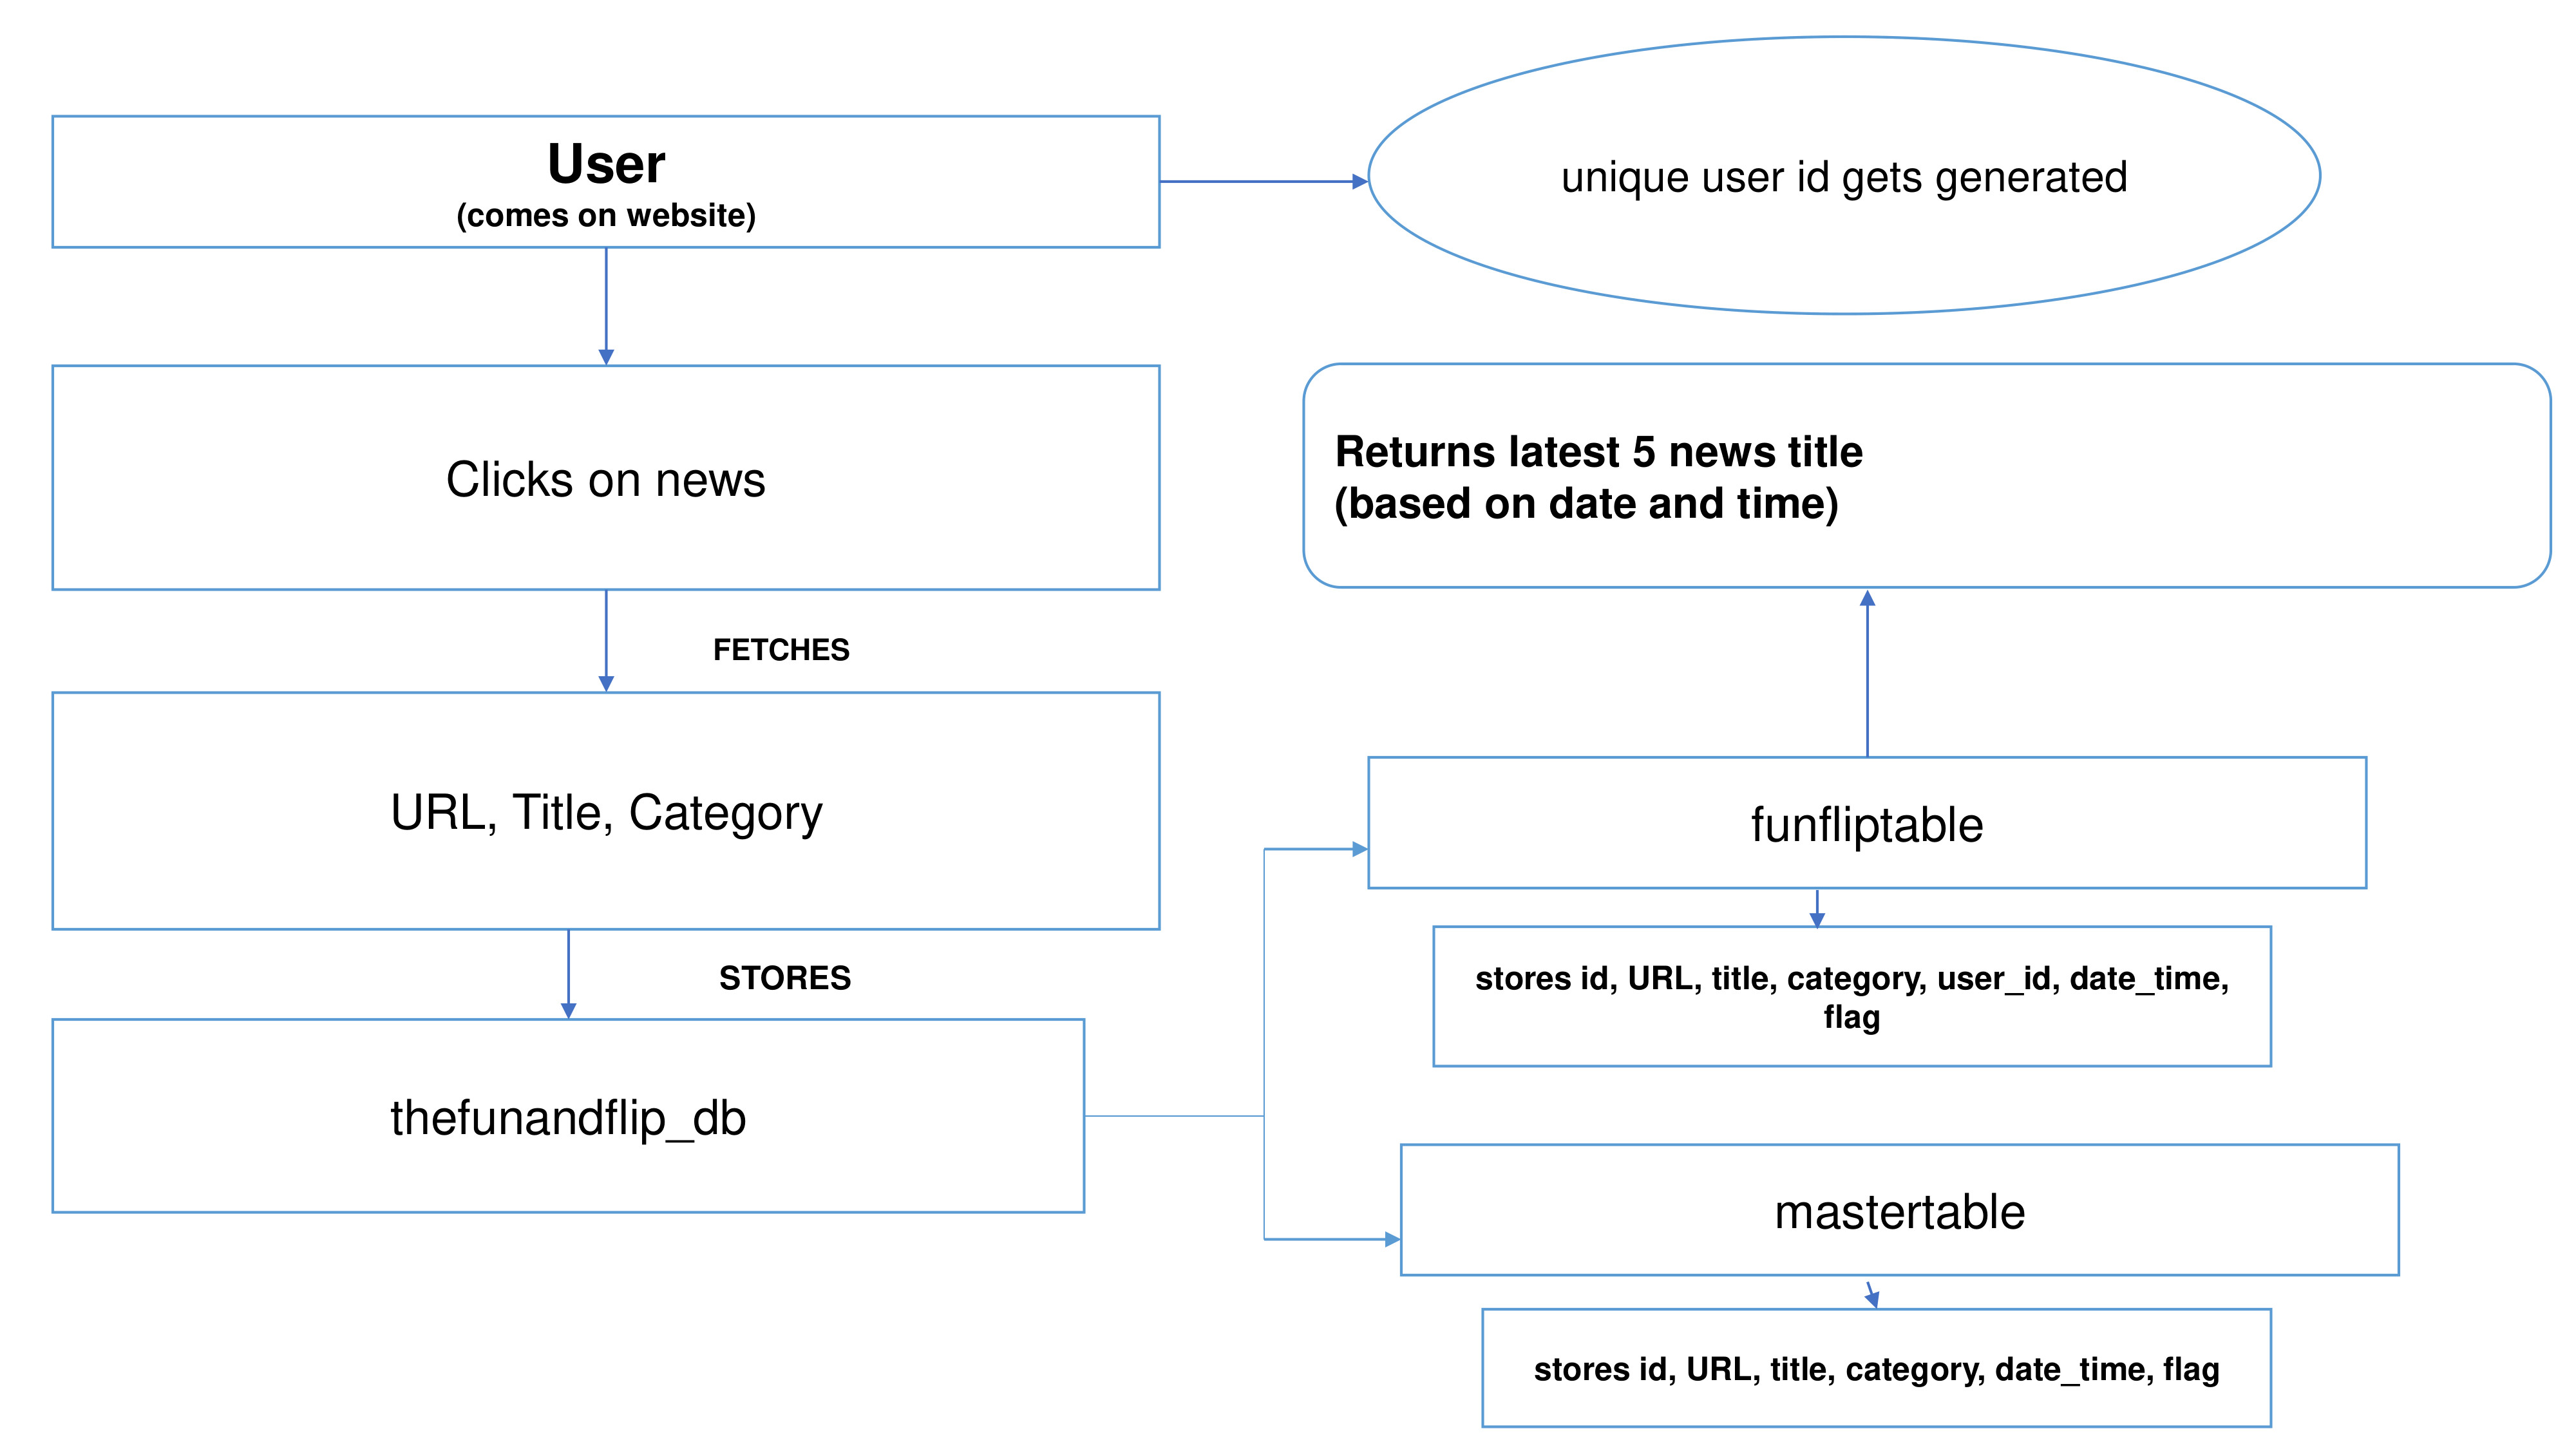 User
(comes on website)
unique user id gets generated
Clicks on news
Returns latest 5 news title
(based on date and time)
FETCHES
URL, Title, Category
funfliptable
STORES
stores id, URL, title, category, user_id, date_time,
flag
thefunandflip_db
mastertable
stores id, URL, title, category, date_time, flag